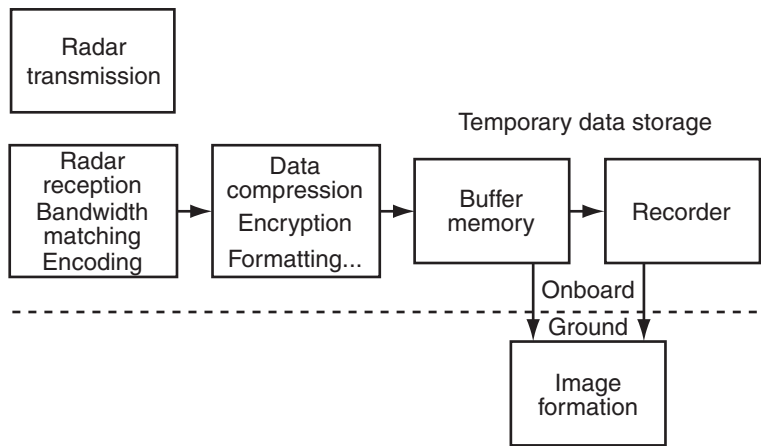 Radar
transmission
Temporary data storage
Radar
reception
Bandwidth
matching
Encoding
Data
compression
Encryption
Formatting...
Buffer
memory
Recorder
Onboard
Ground
Image
formation